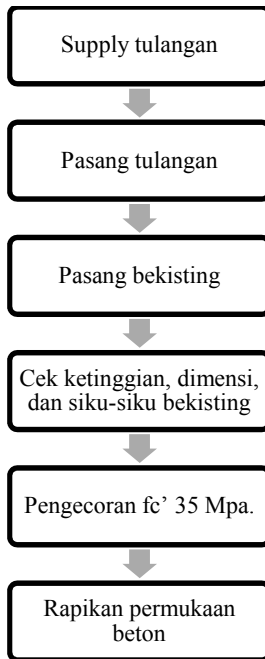 Supply tulangan
Pasang tulangan
Pasang bekisting
Cek ketinggian, dimensi,
dan siku-siku bekisting
Pengecoran fc’ 35 Mpa.
Rapikan permukaan
beton